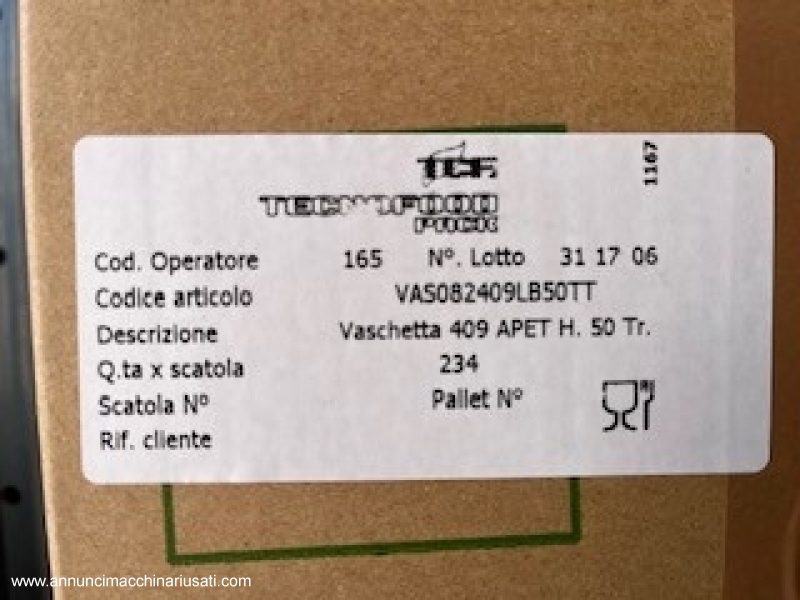 TCF
TECNOFOOD
PACK
1167
Cod. Operatore 165 N°. Lotto 31 17 06
Codice articolo VAS082409LB50TT
Descrizione Vaschetta 409 APET H. 50 Tr.
Q.ta x scatola 234
Scatola N° Pallet N°
Rif. cliente
www.annuncimacchinariusati.com